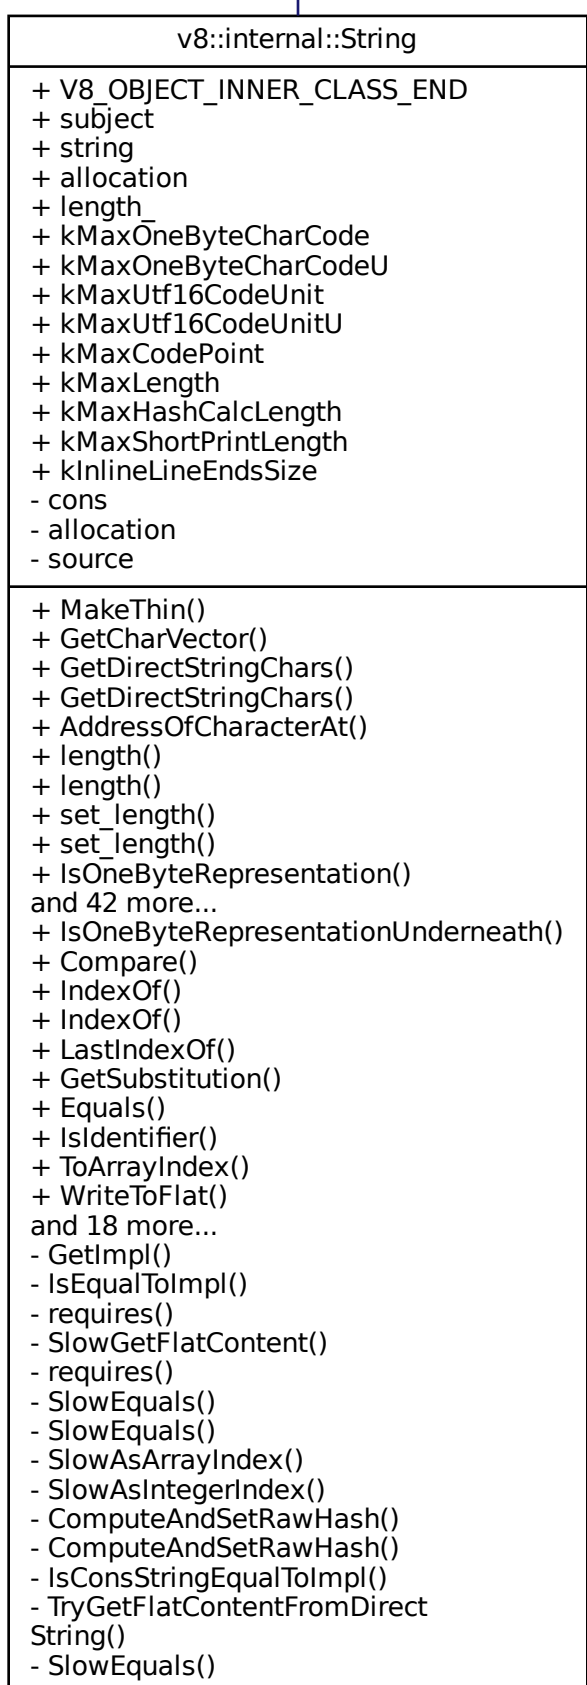 v8::internal::String
+ V8_OBJECT_INNER_CLASS_END
+ subject
+ string
+ allocation
+ length_
+ kMaxOneByteCharCode
+ kMaxOneByteCharCodeU
+ kMaxUtf16CodeUnit
+ kMaxUtf16CodeUnitU
+ kMaxCodePoint
+ kMaxLength
+ kMaxHashCalcLength
+ kMaxShortPrintLength
+ kInlineLineEndsSize
- cons
- allocation
- source
+ MakeThin()
+ GetCharVector()
+ GetDirectStringChars()
+ GetDirectStringChars()
+ AddressOfCharacterAt()
+ length()
+ length()
+ set_length()
+ set_length()
+ IsOneByteRepresentation()
and 42 more...
+ IsOneByteRepresentationUnderneath()
+ Compare()
+ IndexOf()
+ IndexOf()
+ LastIndexOf()
+ GetSubstitution()
+ Equals()
+ IsIdentifier()
+ ToArrayIndex()
+ WriteToFlat()
and 18 more...
- GetImpl()
- IsEqualToImpl()
- requires()
- SlowGetFlatContent()
- requires()
- SlowEquals()
- SlowEquals()
- SlowAsArrayIndex()
- SlowAsIntegerIndex()
- ComputeAndSetRawHash()
- ComputeAndSetRawHash()
- IsConsStringEqualToImpl()
- TryGetFlatContentFromDirect
String()
- SlowEquals()